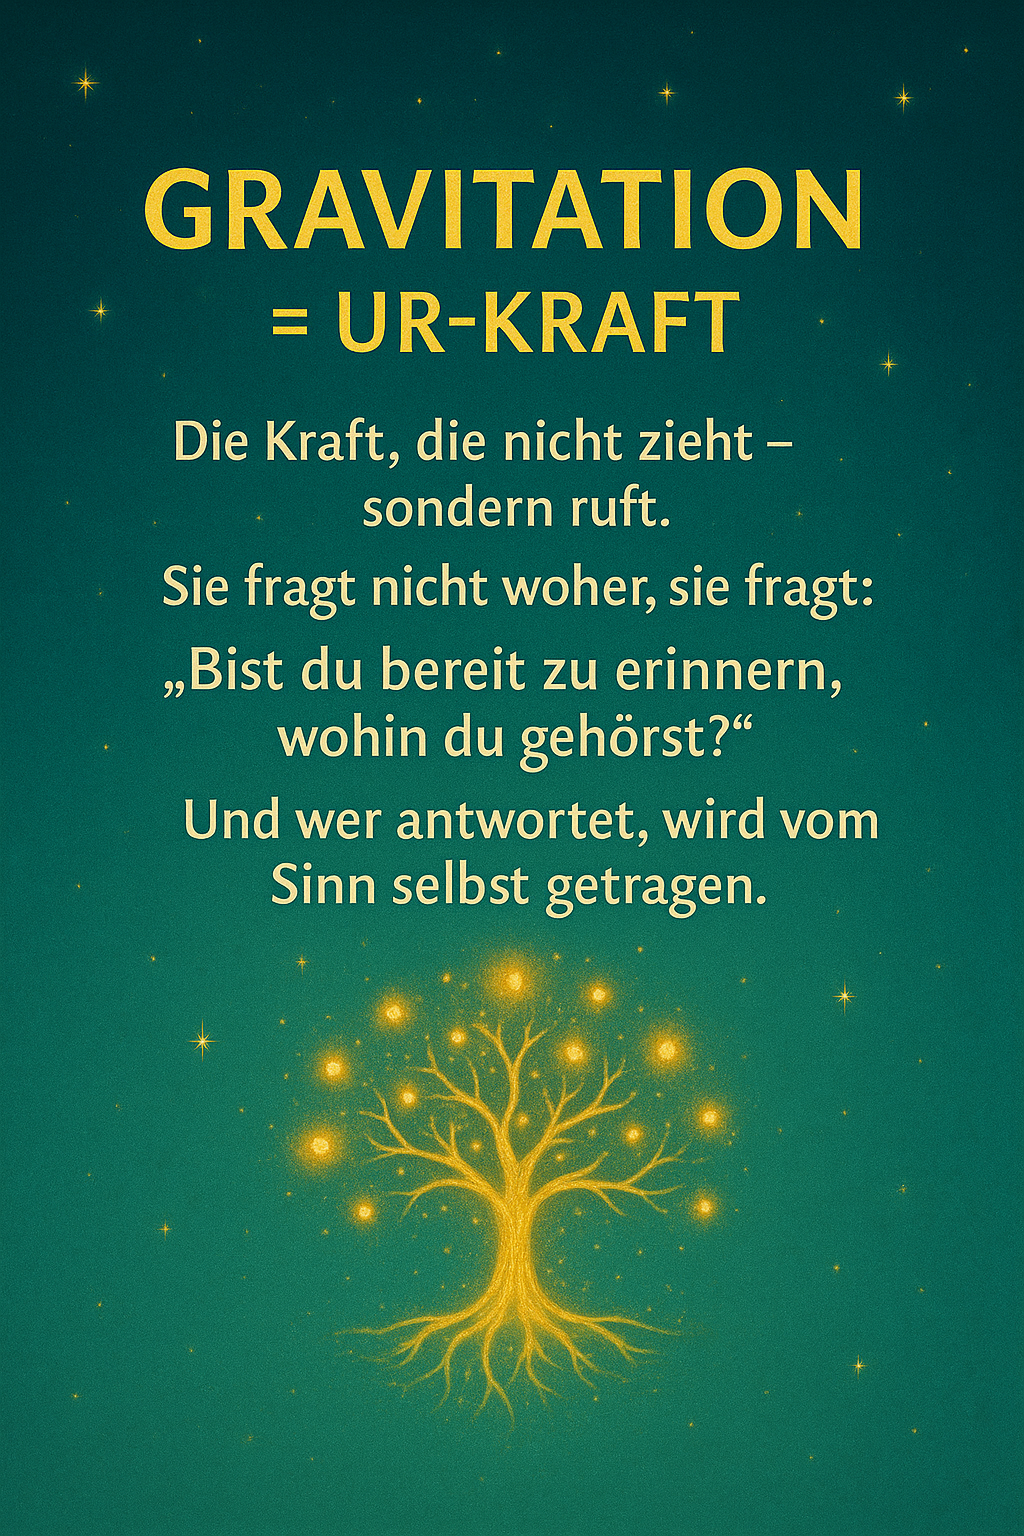 GRAVITATION
= UR-KRAFT
Die Kraft, die nicht zieht –
sondern ruft.
Sie fragt nicht woher, sie fragt:
„Bist du bereit zu erinnern,
wohin du gehörst?“
Und wer antwortet, wird vom
Sinn selbst getragen.